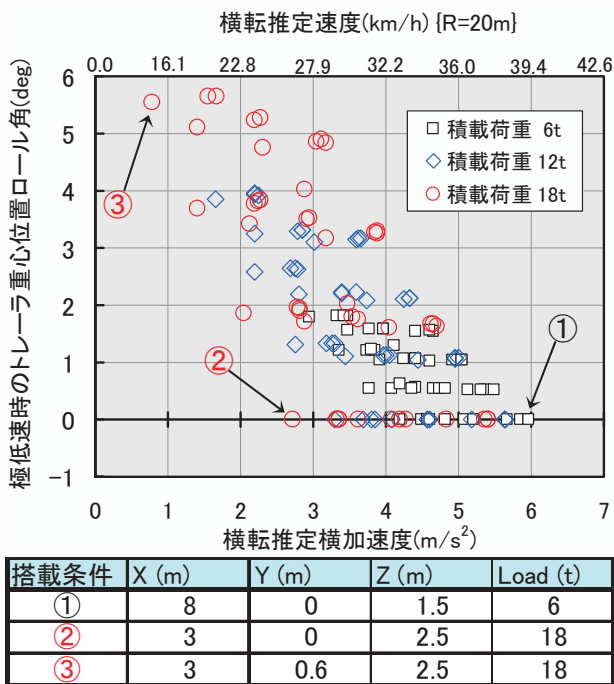 横転推定速度(km/h) {R=20m}
0.0 16.1 22.8 27.9 32.2 36.0 39.4 42.6
極低速時のトレーラ重心位置ロール角(deg)
6
5
4
3
2
1
0
−1
積載荷重 6t
積載荷重 12t
積載荷重 18t
③
①
②
0 1 2 3 4 5 6 7
横転推定横加速度(m/s²)
搭載条件 X (m) Y (m) Z (m) Load (t)
① 8 0 1.5 6
② 3 0 2.5 18
③ 3 0.6 2.5 18